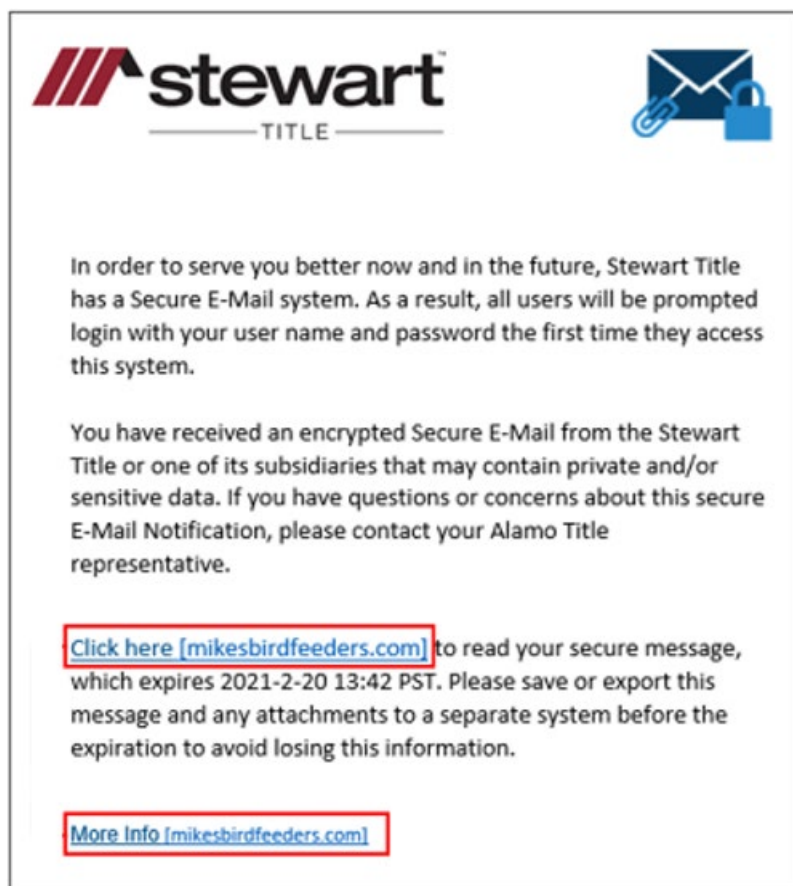 stewart™
TITLE
In order to serve you better now and in the future, Stewart Title
has a Secure E-Mail system. As a result, all users will be prompted
login with your user name and password the first time they access
this system.
You have received an encrypted Secure E-Mail from the Stewart
Title or one of its subsidiaries that may contain private and/or
sensitive data. If you have questions or concerns about this secure
E-Mail Notification, please contact your Alamo Title
representative.
Click here [mikesbirdfeeders.com] to read your secure message,
which expires 2021-2-20 13:42 PST. Please save or export this
message and any attachments to a separate system before the
expiration to avoid losing this information.
More Info [mikesbirdfeeders.com]